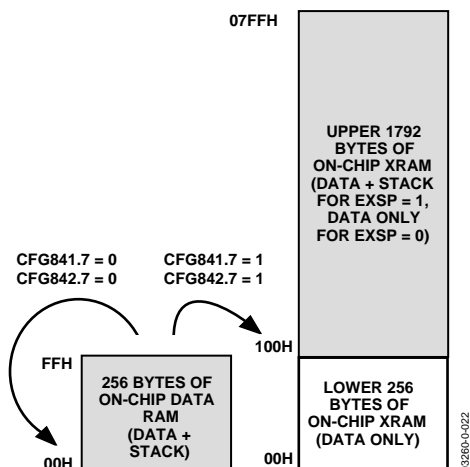 07FFH
UPPER 1792
BYTES OF
ON-CHIP XRAM
(DATA + STACK
FOR EXSP = 1,
DATA ONLY
FOR EXSP = 0)
CFG841.7 = 0
CFG842.7 = 0
CFG841.7 = 1
CFG842.7 = 1
100H
FFH
256 BYTES OF
ON-CHIP DATA
RAM
(DATA +
STACK)
00H
LOWER 256
BYTES OF
ON-CHIP XRAM
(DATA ONLY)
00H
03260-0-022